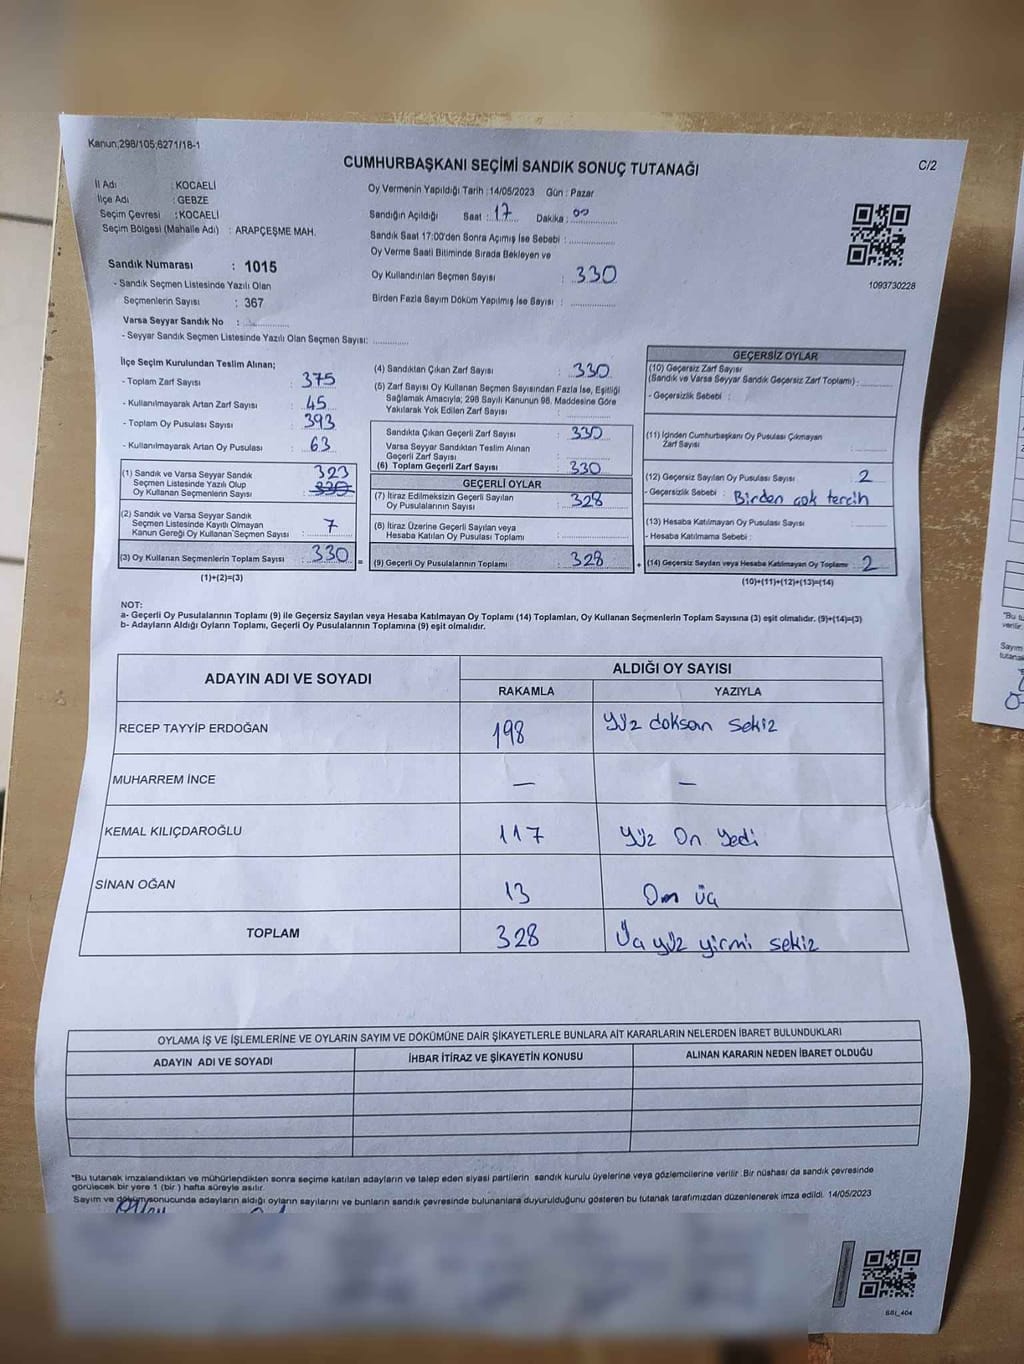 Kanun;298/105,6271/18-1
CUMHURBAŞKANI SEÇİMİ SANDIK SONUÇ TUTANAĞI
C/2
İl Adı : KOCAELİ
İlçe Adı : GEBZE
Seçim Çevresi : KOCAELİ
Seçim Bölgesi (Mahalle Adı) : ARAPÇEŞME MAH.
Sandık Numarası : 1015
- Sandık Seçmen Listesinde Yazılı Olan
Seçmenlerin Sayısı : 367
Varsa Seyyar Sandık No :
- Seyyar Sandık Seçmen Listesinde Yazılı Olan Seçmen Sayısı:
Oy Vermenin Yapıldığı Tarih :14/05/2023 Gün : Pazar
Sandığın Açıldığı Saat : 17 Dakika : 00
Sandık Saat 17:00'den Sonra Açımış İse Sebebi :
Oy Verme Saati Bitiminde Sırada Bekleyen ve
Oy Kullandırılan Seçmen Sayısı : 330
Birden Fazla Sayım Döküm Yapılmış İse Sayısı :
1093730228
İlçe Seçim Kurulundan Teslim Alınan;
- Toplam Zarf Sayısı : 375
- Kullanılmayarak Artan Zarf Sayısı : 45
- Toplam Oy Pusulası Sayısı : 393
- Kullanılmayarak Artan Oy Pusulası : 63
(1) Sandık ve Varsa Seyyar Sandık
Seçmen Listesinde Yazılı Olup
Oy Kullanan Seçmenlerin Sayısı : 323
330
(2) Sandık ve Varsa Seyyar Sandık
Seçmen Listesinde Kayıtlı Olmayan
Kanun Gereği Oy Kullanan Seçmen Sayısı : 7
(3) Oy Kullanan Seçmenlerin Toplam Sayısı : 330
(1)+(2)=(3)
(4) Sandıktan Çıkan Zarf Sayısı : 330
(5) Zarf Sayısı Oy Kullanan Seçmen Sayısından Fazla İse, Eşitliği
Sağlamak Amacıyla; 298 Sayılı Kanunun 98. Maddesine Göre
Yakılarak Yok Edilen Zarf Sayısı :
Sandıkta Çıkan Geçerli Zarf Sayısı : 330
Varsa Seyyar Sandıktan Teslim Alınan
Geçerli Zarf Sayısı :
(6) Toplam Geçerli Zarf Sayısı : 330
GEÇERLİ OYLAR
(7) İtiraz Edilmeksizin Geçerli Sayılan
Oy Pusulalarının Sayısı : 328
(8) İtiraz Üzerine Geçerli Sayılan veya
Hesaba Katılan Oy Pusulası Toplamı :
= (9) Geçerli Oy Pusulalarının Toplamı : 328
GEÇERSİZ OYLAR
(10) Geçersiz Zarf Sayısı
(Sandık ve Varsa Seyyar Sandık Geçersiz Zarf Toplamı) :
- Geçersizlik Sebebi :
(11) İçinden Cumhurbaşkanı Oy Pusulası Çıkmayan
Zarf Sayısı :
(12) Geçersiz Sayılan Oy Pusulası Sayısı : 2
- Geçersizlik Sebebi : Birden çok tercih
(13) Hesaba Katılmayan Oy Pusulası Sayısı :
- Hesaba Katılmama Sebebi :
+ (14) Geçersiz Sayılan veya Hesaba Katılmayan Oy Toplamı : 2
(10)+(11)+(12)+(13)=(14)
NOT:
a- Geçerli Oy Pusulalarının Toplamı (9) ile Geçersiz Sayılan veya Hesaba Katılmayan Oy Toplamı (14) Toplamları, Oy Kullanan Seçmenlerin Toplam Sayısına (3) eşit olmalıdır. (9)+(14)=(3)
b- Adayların Aldığı Oyların Toplamı, Geçerli Oy Pusulalarının Toplamına (9) eşit olmalıdır.
ADAYIN ADI VE SOYADI ALDIĞI OY SAYISI
RAKAMLA YAZIYLA
RECEP TAYYİP ERDOĞAN 198 Yüz doksan sekiz
MUHARREM İNCE — —
KEMAL KILIÇDAROĞLU 117 Yüz On yedi
SİNAN OĞAN 13 On üç
TOPLAM 328 Üç yüz yirmi sekiz
OYLAMA İŞ VE İŞLEMLERİNE VE OYLARIN SAYIM VE DÖKÜMÜNE DAİR ŞİKAYETLERLE BUNLARA AİT KARARLARIN NELERDEN İBARET BULUNDUKLARI
ADAYIN ADI VE SOYADI İHBAR İTİRAZ VE ŞİKAYETİN KONUSU ALINAN KARARIN NEDEN İBARET OLDUĞU
*Bu tutanak imzalandıktan ve mühürlendikten sonra seçime katılan adayların ve talep eden siyasi partilerin sandık kurulu üyelerine veya gözlemcilerine verilir .Bir nüshası da sandık çevresinde
görülecek bir yere 1 (bir ) hafta süreyle asılır.
Sayım ve dökümü sonucunda adayların aldığı oyların sayılarını ve bunların sandık çevresinde bulunanlara duyurulduğunu gösteren bu tutanak tarafımızdan düzenlenerek imza edildi. 14/05/2023
SSI_404
*Bu tu
verilir
Sayım
tutanak